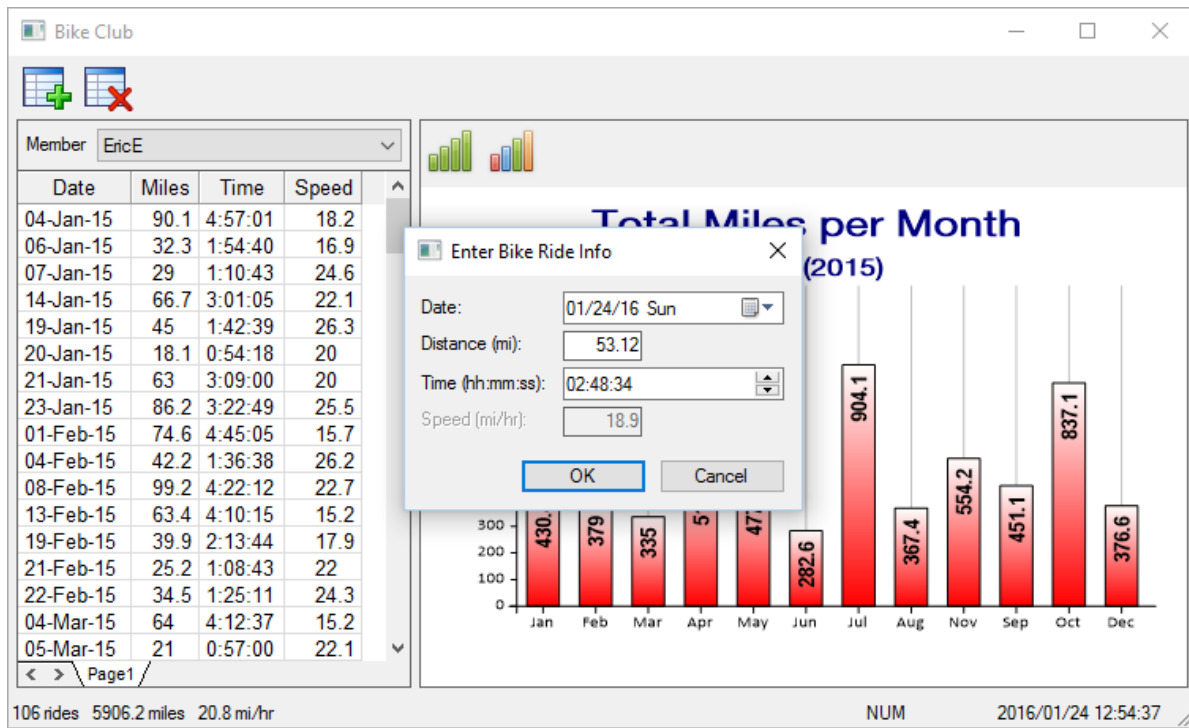 Bike Club
Member EricE
Date Miles Time Speed
04-Jan-15 90.1 4:57:01 18.2
06-Jan-15 32.3 1:54:40 16.9
07-Jan-15 29 1:10:43 24.6
14-Jan-15 66.7 3:01:05 22.1
19-Jan-15 45 1:42:39 26.3
20-Jan-15 18.1 0:54:18 20
21-Jan-15 63 3:09:00 20
23-Jan-15 86.2 3:22:49 25.5
01-Feb-15 74.6 4:45:05 15.7
04-Feb-15 42.2 1:36:38 26.2
08-Feb-15 99.2 4:22:12 22.7
13-Feb-15 63.4 4:10:15 15.2
19-Feb-15 39.9 2:13:44 17.9
21-Feb-15 25.2 1:08:43 22
22-Feb-15 34.5 1:25:11 24.3
04-Mar-15 64 4:12:37 15.2
05-Mar-15 21 0:57:00 22.1
Page1
Total Miles per Month
(2015)
Enter Bike Ride Info
Date: 01/24/16 Sun
Distance (mi): 53.12
Time (hh:mm:ss): 02:48:34
Speed (mi/hr): 18.9
OK Cancel
300
200
100
0
379 335 282.6 904.1 367.4 554.2 451.1 837.1 376.6
Jan Feb Mar Apr May Jun Jul Aug Nov Sep Oct Dec
106 rides 5906.2 miles 20.8 mi/hr NUM 2016/01/24 12:54:37